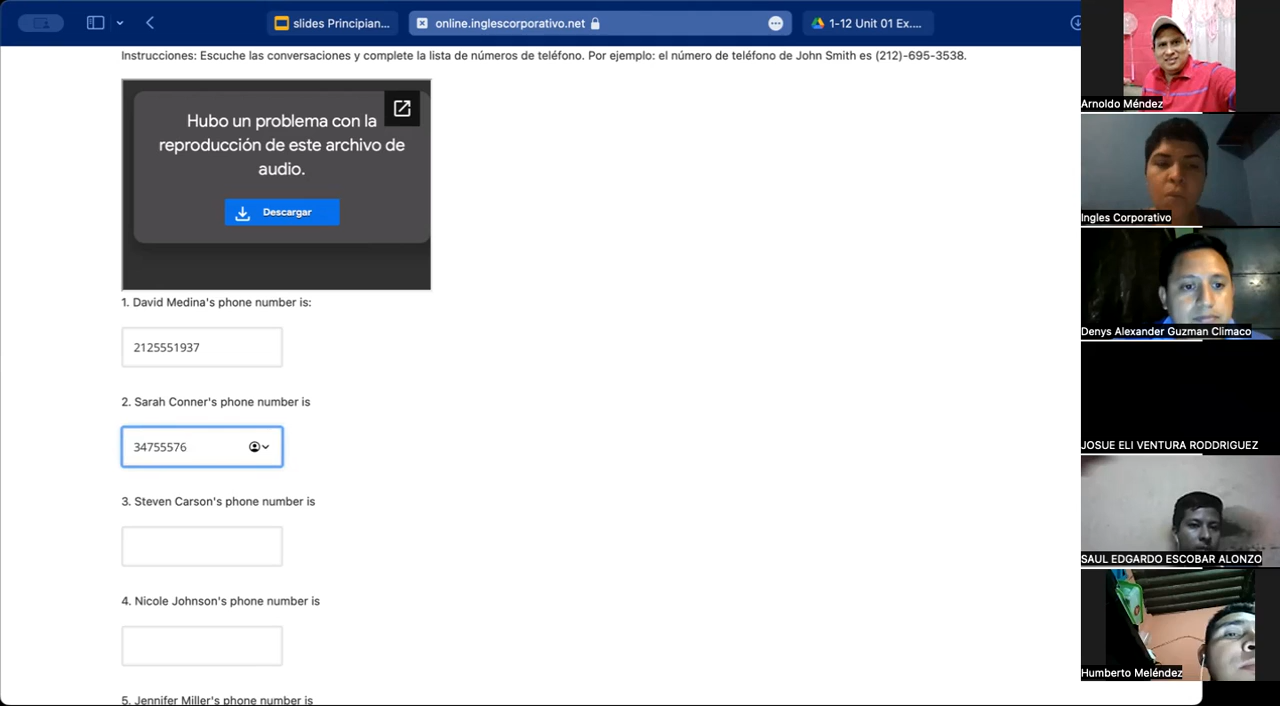 slides Principian...
online.inglescorporativo.net
1-12 Unit 01 Ex....
Instrucciones: Escuche las conversaciones y complete la lista de números de teléfono. Por ejemplo: el número de teléfono de John Smith es (212)-695-3538.
Hubo un problema con la
reproducción de este archivo de
audio.
Descargar
1. David Medina's phone number is:
2125551937
2. Sarah Conner's phone number is
34755576
3. Steven Carson's phone number is
4. Nicole Johnson's phone number is
5. Jennifer Miller's phone number is
Arnoldo Méndez
Ingles Corporativo
Denys Alexander Guzman Climaco
JOSUE ELI VENTURA RODDRIGUEZ
SAUL EDGARDO ESCOBAR ALONZO
Humberto Meléndez